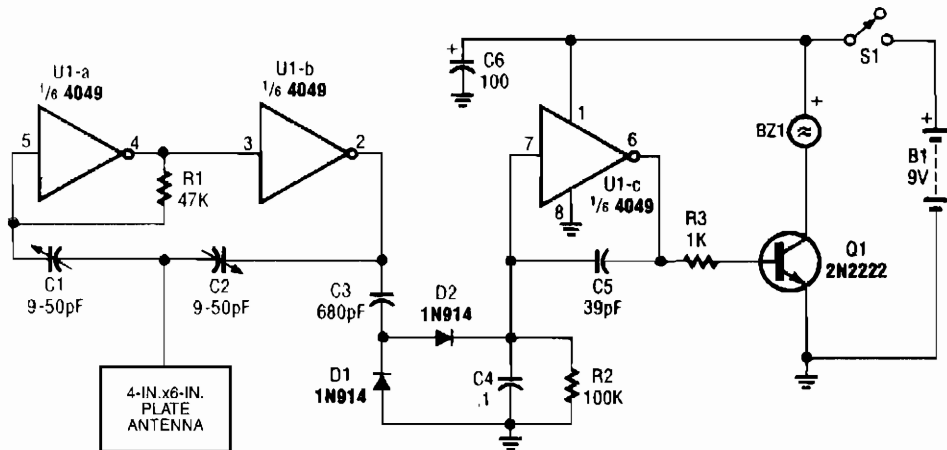 U1-a
1/6 4049
5
4
R1
47K
C1
9-50pF
4-IN.x6-IN.
PLATE
ANTENNA
U1-b
1/6 4049
3
2
C2
9-50pF
C3
680pF
D1
1N914
D2
1N914
C4
.1
R2
100K
+
C6
100
1
7
6
8
U1-c
1/6 4049
C5
39pF
R3
1K
+
BZ1
Q1
2N2222
S1
+
B1
9V